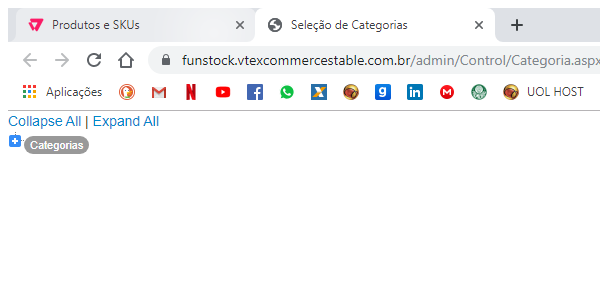 Produtos e SKUs
Seleção de Categorias
funstock.vtexcommercestable.com.br/admin/Control/Categoria.aspx
Aplicações
UOL HOST
Collapse All | Expand All
Categorias